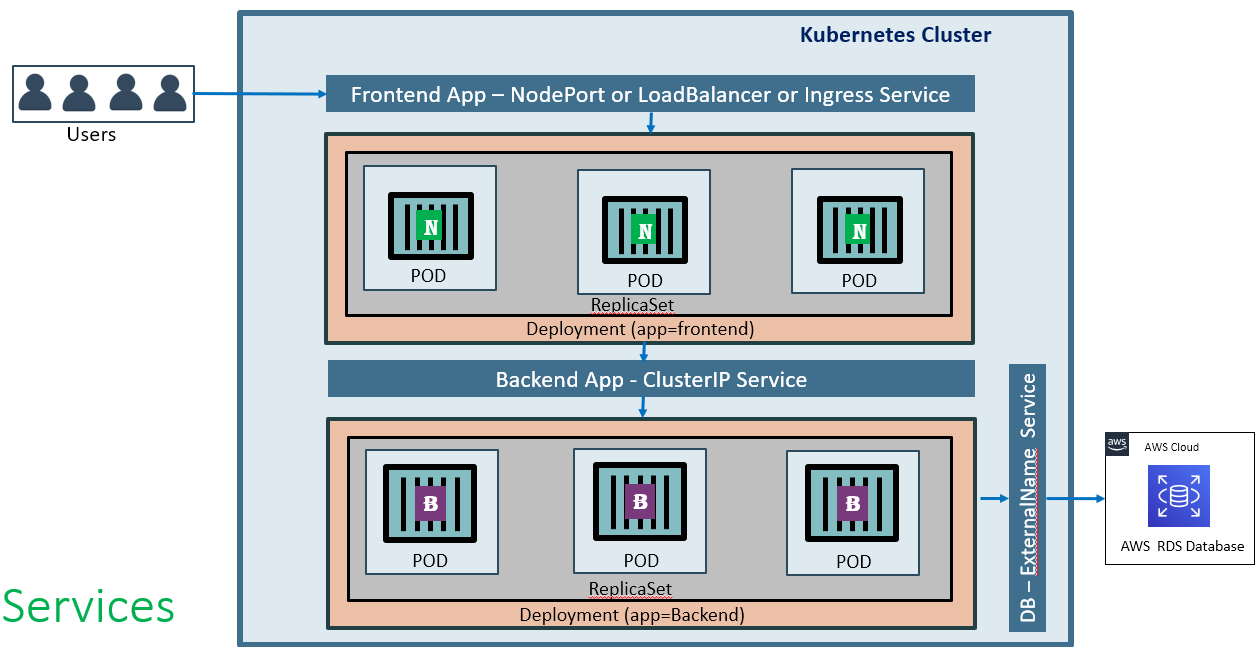 Kubernetes Cluster
Users
Frontend App – NodePort or LoadBalancer or Ingress Service
N
N
N
POD
POD
POD
ReplicaSet
Deployment (app=frontend)
Backend App - ClusterIP Service
B
B
B
POD
POD
POD
ReplicaSet
Deployment (app=Backend)
DB – ExternalName Service
aws
AWS Cloud
AWS RDS Database
Services